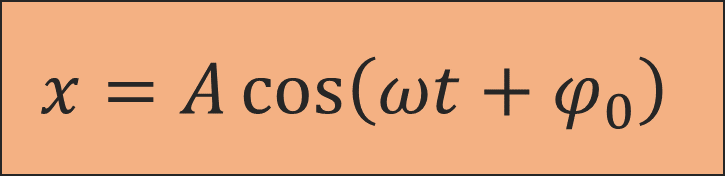 x = A cos(ωt + φ₀)